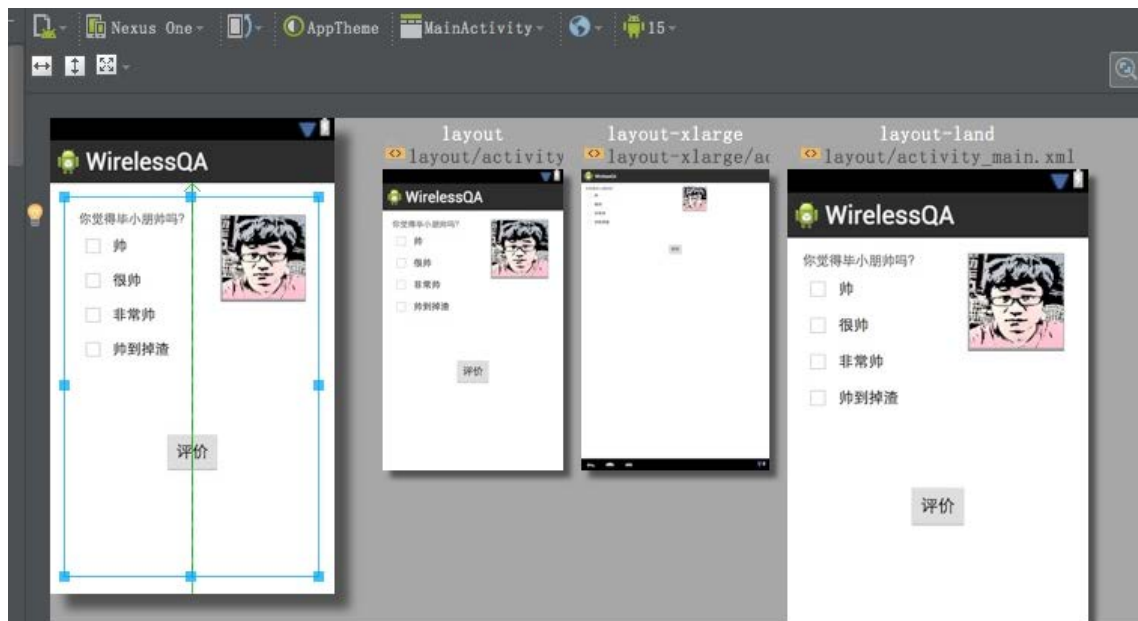 Nexus One
AppTheme
MainActivity
15
WirelessQA
你觉得毕小朋帅吗?
帅
很帅
非常帅
帅到掉渣
评价
layout
layout/activity
WirelessQA
你觉得毕小朋帅吗?
帅
很帅
非常帅
帅到掉渣
评价
layout-xlarge
layout-xlarge/ac
WirelessQA
layout-land
layout/activity_main.xml
WirelessQA
你觉得毕小朋帅吗?
帅
很帅
非常帅
帅到掉渣
评价